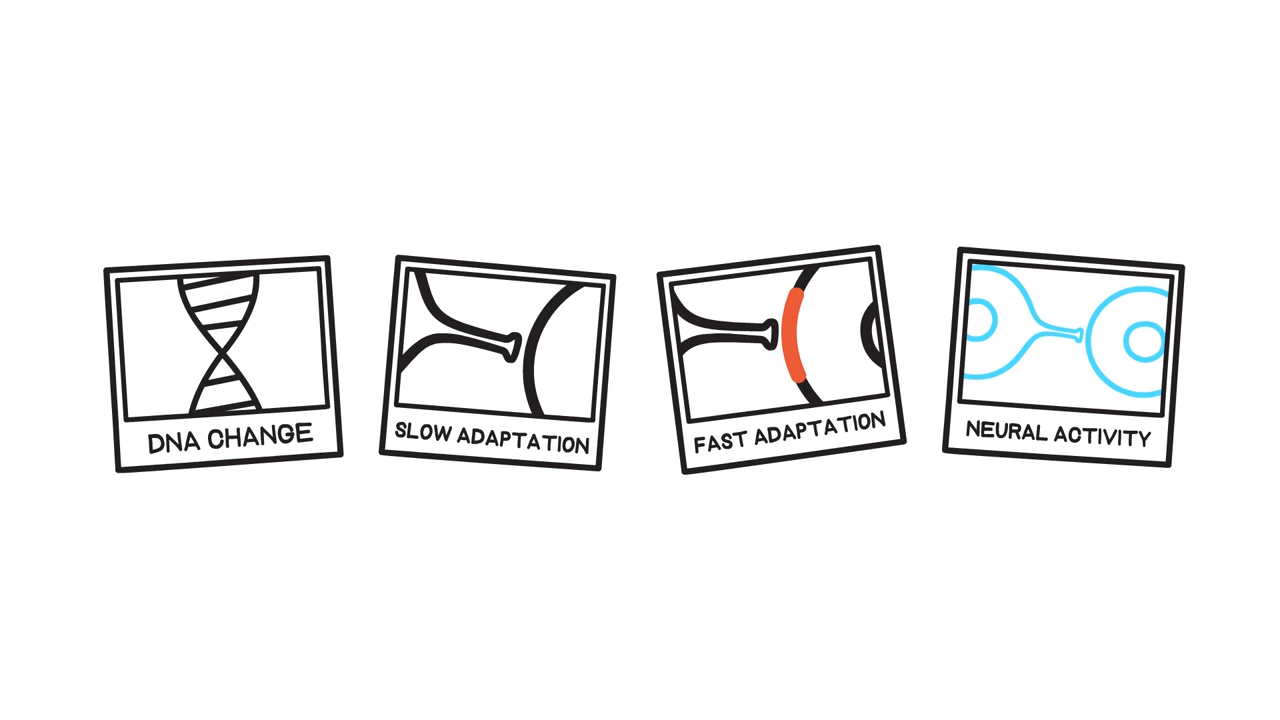 DNA CHANGE
SLOW ADAPTATION
FAST ADAPTATION
NEURAL ACTIVITY